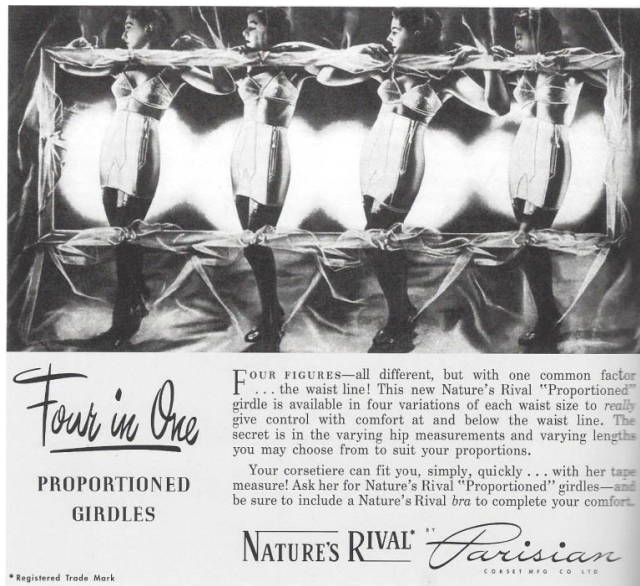 Four in One
PROPORTIONED
GIRDLES
FOUR FIGURES—all different, but with one common factor
. . . the waist line! This new Nature's Rival "Proportioned"
girdle is available in four variations of each waist size to really
give control with comfort at and below the waist line. The
secret is in the varying hip measurements and varying lengths
you may choose from to suit your proportions.
Your corsetiere can fit you, simply, quickly . . . with her tape
measure! Ask her for Nature's Rival "Proportioned" girdles—and
be sure to include a Nature's Rival bra to complete your comfort.
NATURE'S RIVAL* BY Parisian
CORSET MFG CO LTD
*Registered Trade Mark